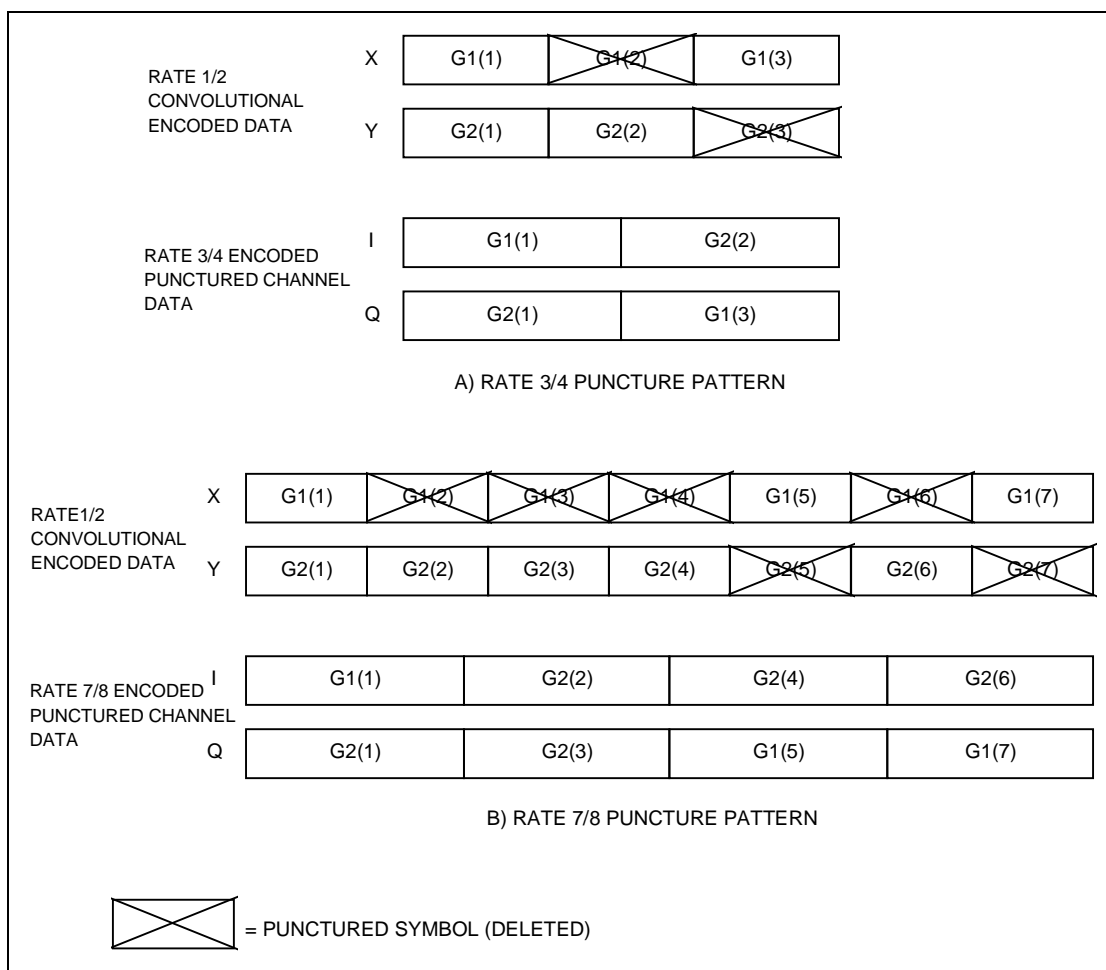 X G1(1) G1(2) G1(3)
RATE 1/2
CONVOLUTIONAL
ENCODED DATA
Y G2(1) G2(2) G2(3)
I G1(1) G2(2)
RATE 3/4 ENCODED
PUNCTURED CHANNEL
DATA
Q G2(1) G1(3)
A) RATE 3/4 PUNCTURE PATTERN
X G1(1) G1(2) G1(3) G1(4) G1(5) G1(6) G1(7)
RATE1/2
CONVOLUTIONAL
ENCODED DATA
Y G2(1) G2(2) G2(3) G2(4) G2(5) G2(6) G2(7)
I G1(1) G2(2) G2(4) G2(6)
RATE 7/8 ENCODED
PUNCTURED CHANNEL
DATA
Q G2(1) G2(3) G1(5) G1(7)
B) RATE 7/8 PUNCTURE PATTERN
= PUNCTURED SYMBOL (DELETED)